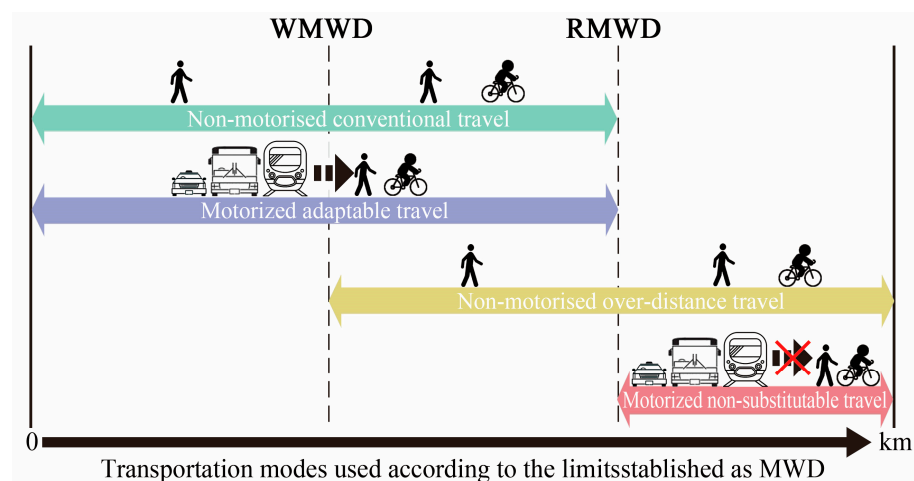 WMWD RMWD
Non-motorised conventional travel
Motorized adaptable travel
Non-motorised over-distance travel
Motorized non-substitutable travel
0 km
Transportation modes used according to the limitsstablished as MWD